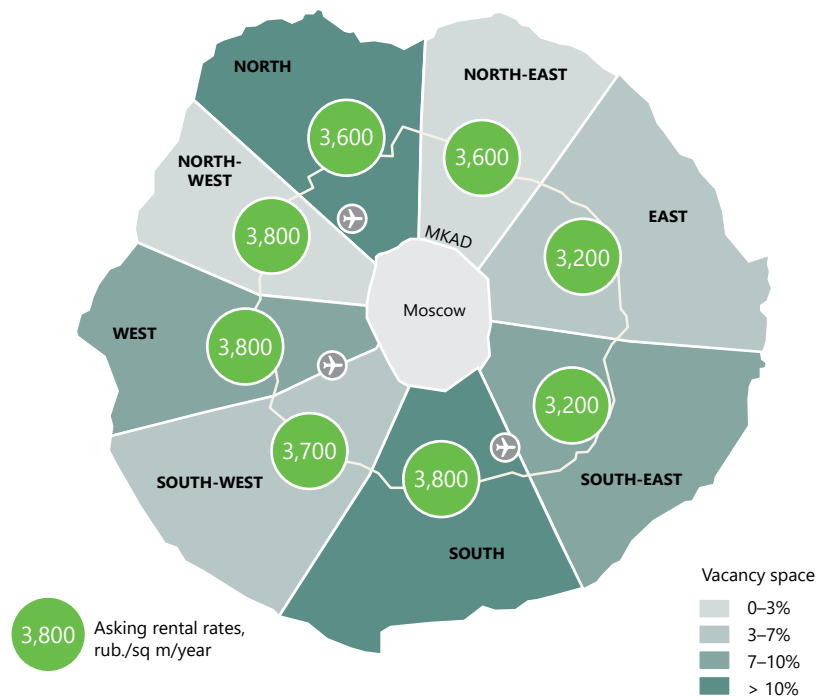 NORTH
NORTH-EAST
3,600
3,600
NORTH-
WEST
3,800
MKAD
EAST
3,200
Moscow
WEST
3,800
3,200
3,700
SOUTH-WEST
3,800
SOUTH-EAST
SOUTH
3,800
Asking rental rates,
rub./sq m/year
Vacancy space
0–3%
3–7%
7–10%
> 10%